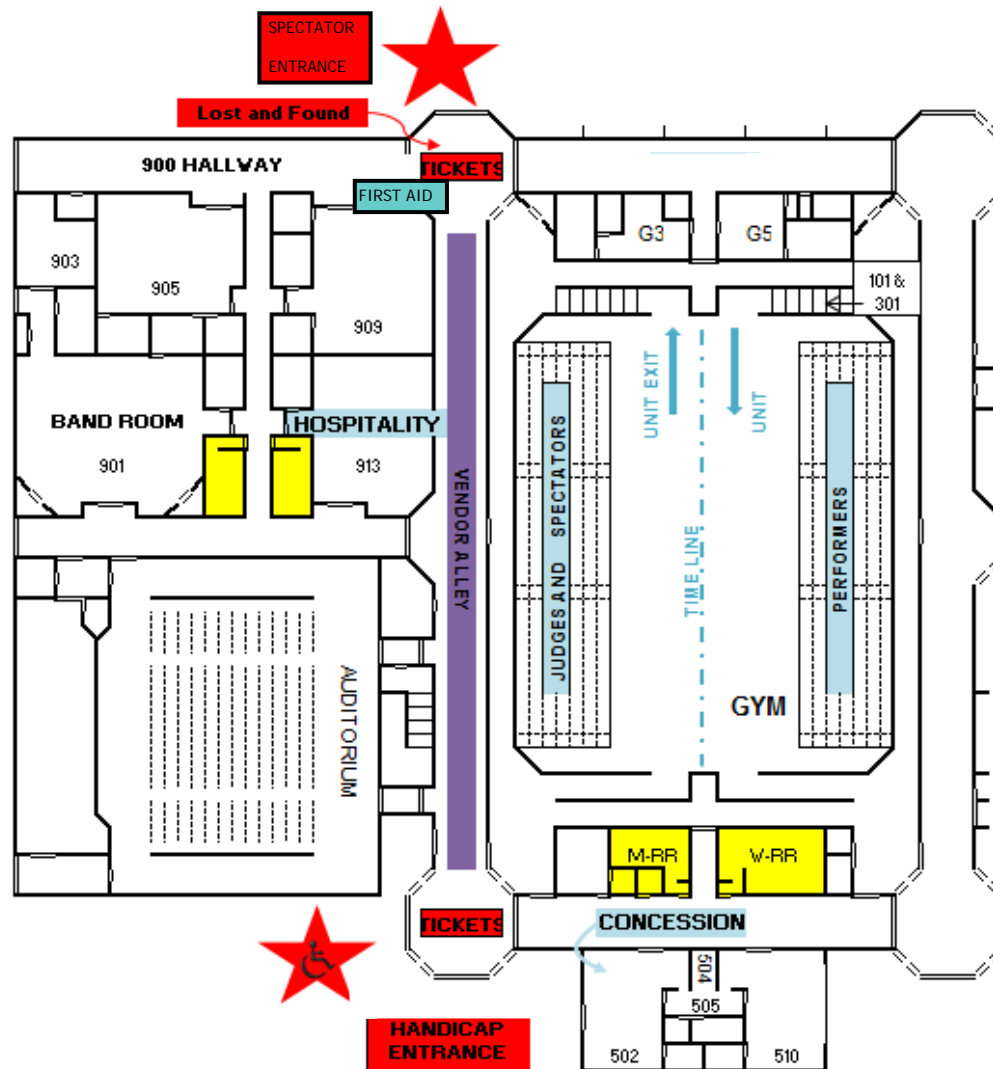 SPECTATOR
ENTRANCE
Lost and Found
900 HALLWAY
TICKETS
FIRST AID
G3
G5
903
905
909
101 &
301
UNIT EXIT
UNIT
BAND ROOM
HOSPITALITY
901
913
VENDOR ALLEY
JUDGES AND SPECTATORS
TIME LINE
PERFORMERS
AUDITORIUM
GYM
M-RR
W-RR
TICKETS
CONCESSION
504
505
502
510
HANDICAP
ENTRANCE